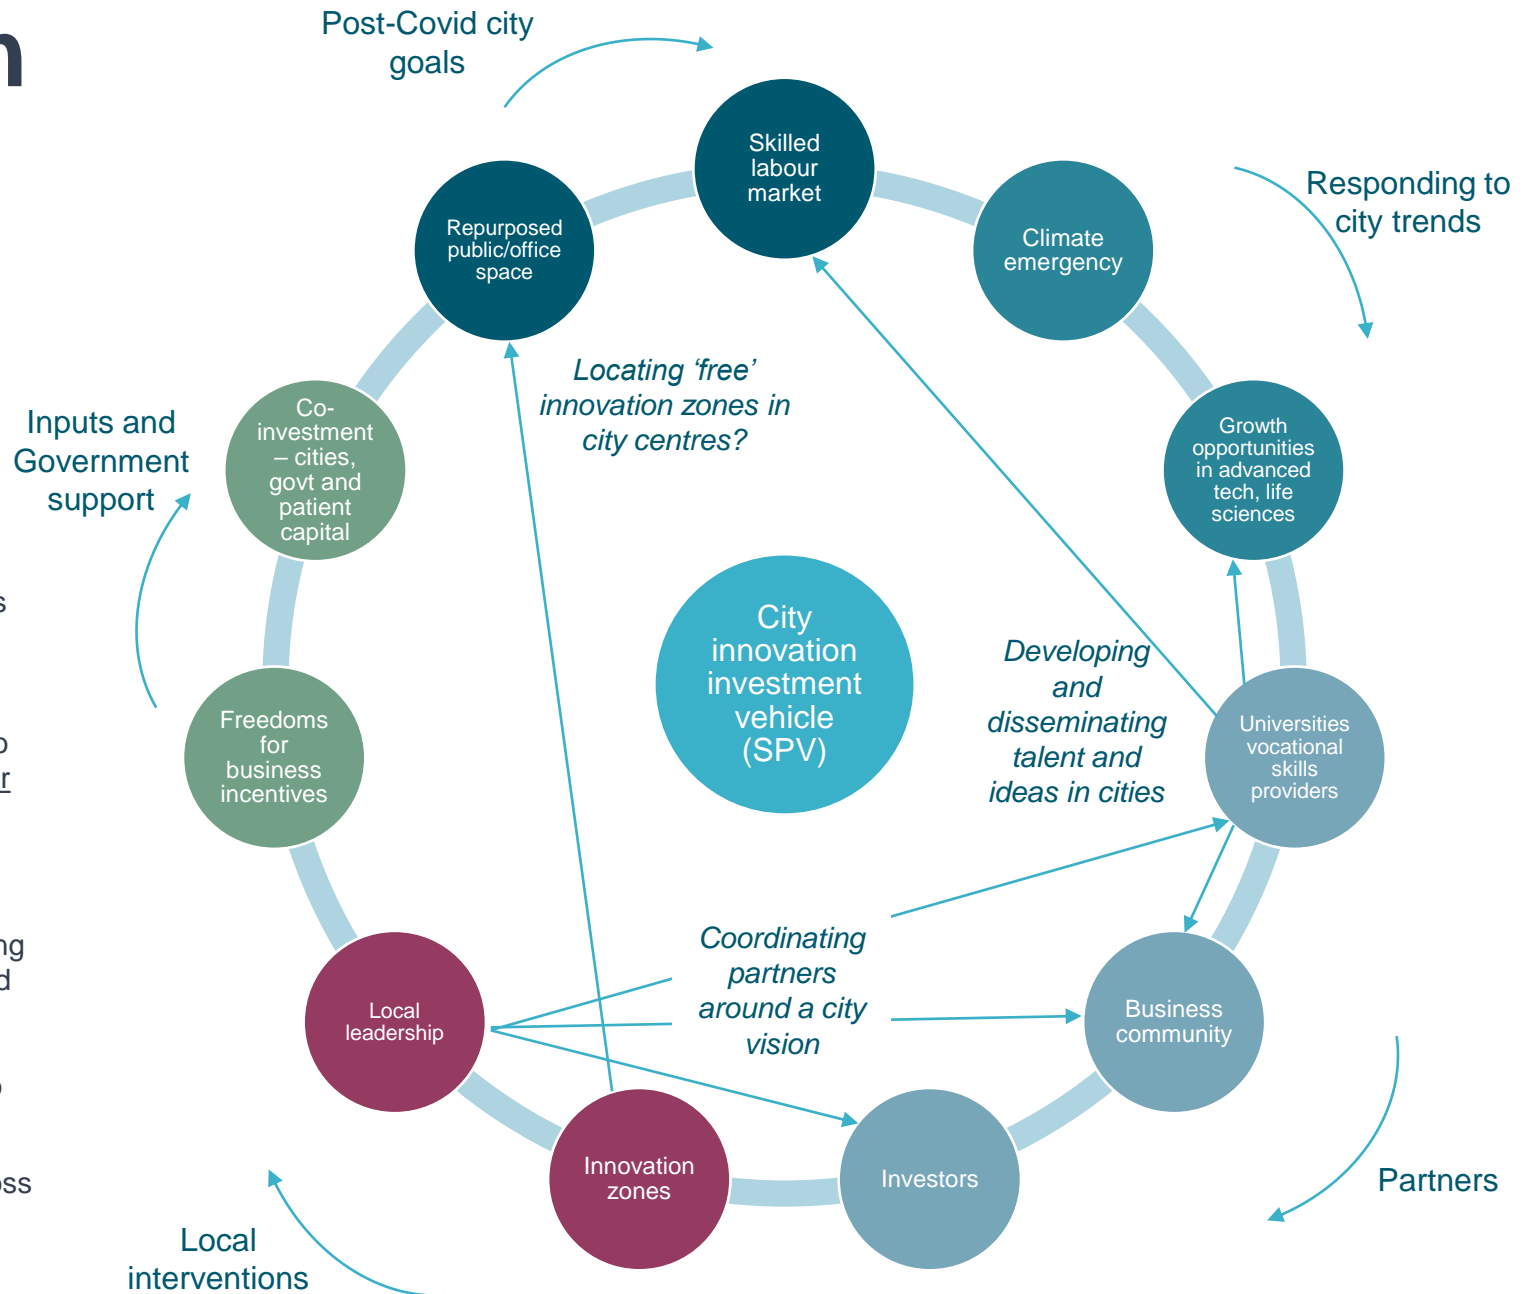 n
Post-Covid city
goals
Skilled
labour
market
Responding to
city trends
Repurposed
public/office
space
Climate
emergency
Locating ‘free’
innovation zones in
city centres?
Inputs and
Government
support
Co-
investment
– cities,
govt and
patient
capital
Growth
opportunities
in advanced
tech, life
sciences
s
City
innovation
investment
vehicle
(SPV)
Developing
and
disseminating
talent and
ideas in cities
Freedoms
for
business
incentives
Universities
vocational
skills
providers
o
r
ng
d
Coordinating
partners
around a city
vision
Local
leadership
Business
community
o
Innovation
zones
Investors
Partners
oss
Local
interventions